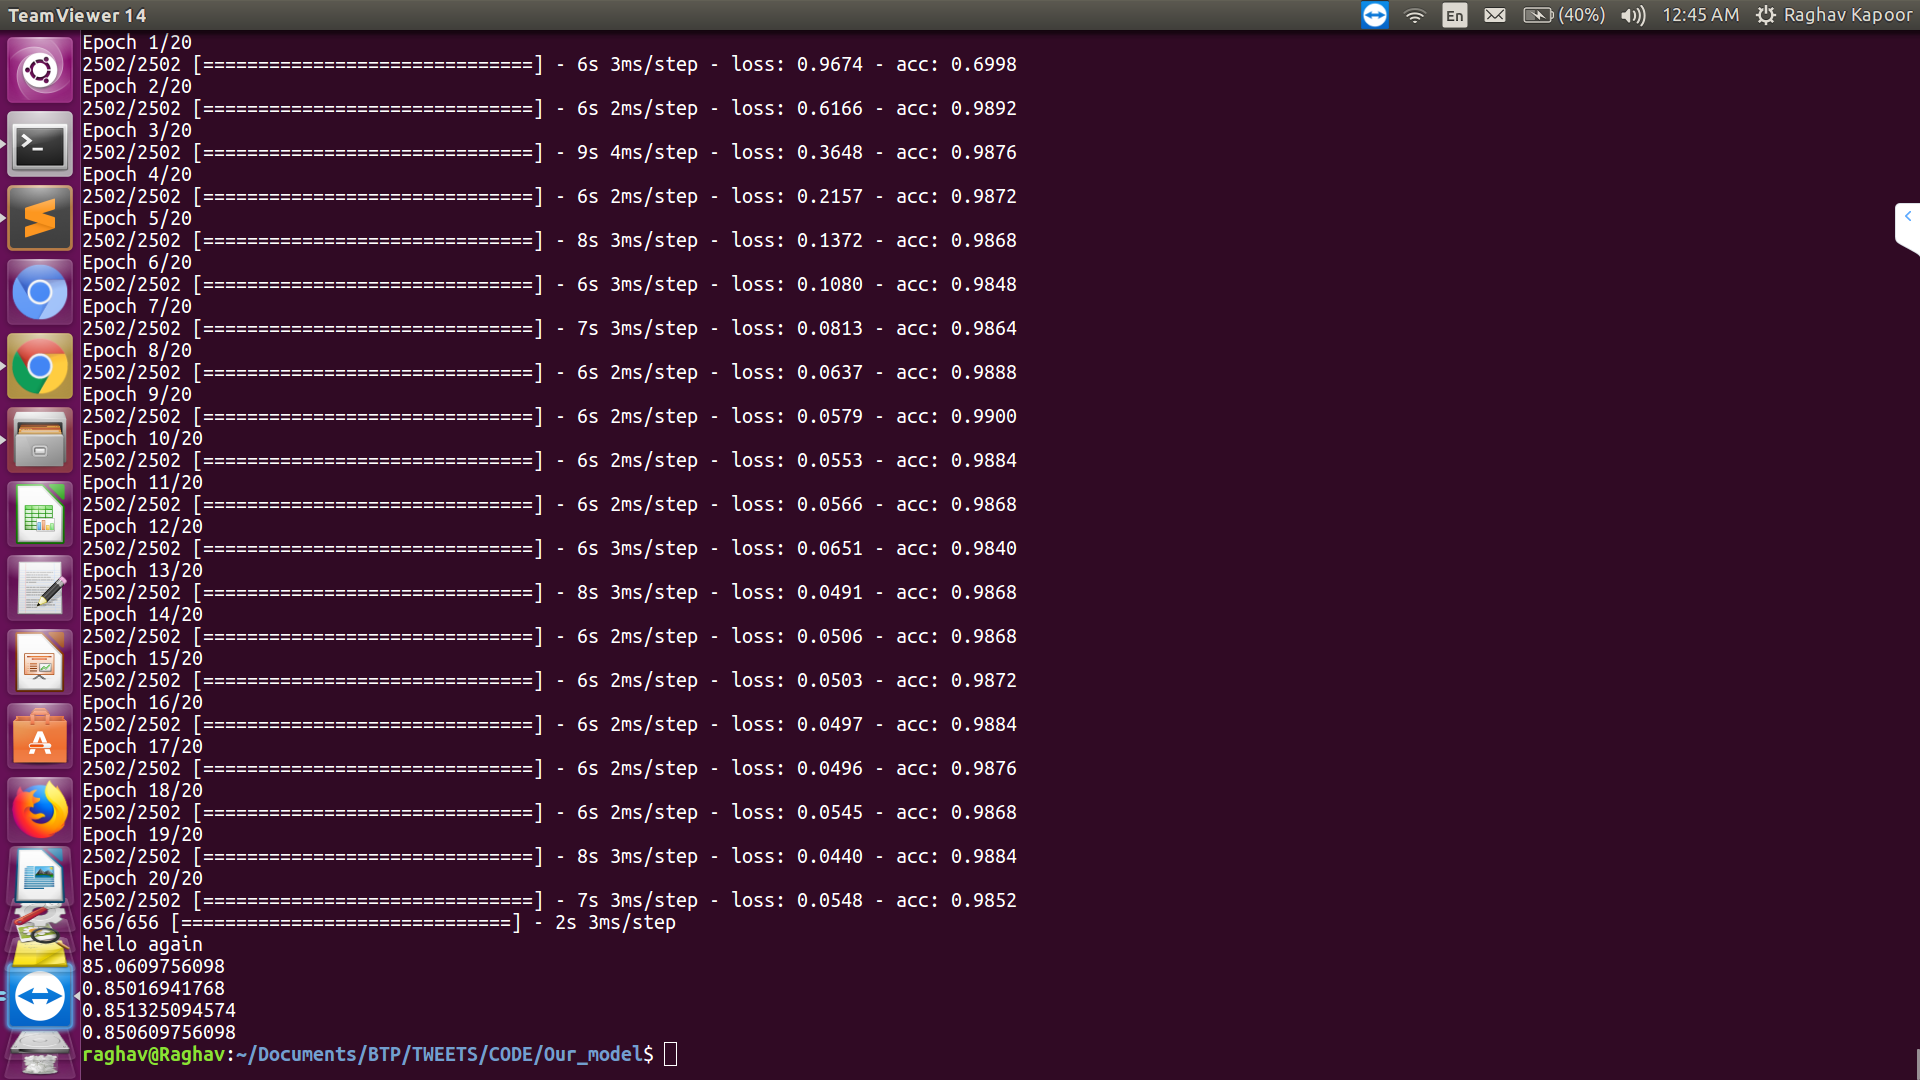 TeamViewer 14
En
(40%)
12:45 AM
Raghav Kapoor
Epoch 1/20
2502/2502 [==============================] - 6s 3ms/step - loss: 0.9674 - acc: 0.6998
Epoch 2/20
2502/2502 [==============================] - 6s 2ms/step - loss: 0.6166 - acc: 0.9892
Epoch 3/20
2502/2502 [==============================] - 9s 4ms/step - loss: 0.3648 - acc: 0.9876
Epoch 4/20
2502/2502 [==============================] - 6s 2ms/step - loss: 0.2157 - acc: 0.9872
Epoch 5/20
2502/2502 [==============================] - 8s 3ms/step - loss: 0.1372 - acc: 0.9868
Epoch 6/20
2502/2502 [==============================] - 6s 3ms/step - loss: 0.1080 - acc: 0.9848
Epoch 7/20
2502/2502 [==============================] - 7s 3ms/step - loss: 0.0813 - acc: 0.9864
Epoch 8/20
2502/2502 [==============================] - 6s 2ms/step - loss: 0.0637 - acc: 0.9888
Epoch 9/20
2502/2502 [==============================] - 6s 2ms/step - loss: 0.0579 - acc: 0.9900
Epoch 10/20
2502/2502 [==============================] - 6s 2ms/step - loss: 0.0553 - acc: 0.9884
Epoch 11/20
2502/2502 [==============================] - 6s 2ms/step - loss: 0.0566 - acc: 0.9868
Epoch 12/20
2502/2502 [==============================] - 6s 3ms/step - loss: 0.0651 - acc: 0.9840
Epoch 13/20
2502/2502 [==============================] - 8s 3ms/step - loss: 0.0491 - acc: 0.9868
Epoch 14/20
2502/2502 [==============================] - 6s 2ms/step - loss: 0.0506 - acc: 0.9868
Epoch 15/20
2502/2502 [==============================] - 6s 2ms/step - loss: 0.0503 - acc: 0.9872
Epoch 16/20
2502/2502 [==============================] - 6s 2ms/step - loss: 0.0497 - acc: 0.9884
Epoch 17/20
2502/2502 [==============================] - 6s 2ms/step - loss: 0.0496 - acc: 0.9876
Epoch 18/20
2502/2502 [==============================] - 6s 2ms/step - loss: 0.0545 - acc: 0.9868
Epoch 19/20
2502/2502 [==============================] - 8s 3ms/step - loss: 0.0440 - acc: 0.9884
Epoch 20/20
2502/2502 [==============================] - 7s 3ms/step - loss: 0.0548 - acc: 0.9852
656/656 [==============================] - 2s 3ms/step
hello again
85.0609756098
0.85016941768
0.851325094574
0.850609756098
raghav@Raghav:~/Documents/BTP/TWEETS/CODE/Our_model$